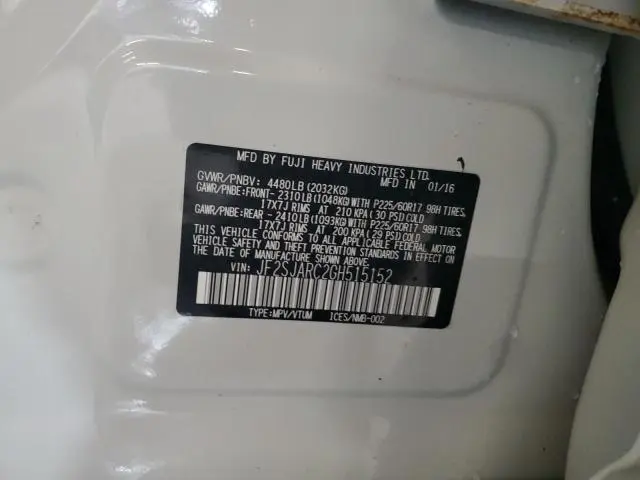 MFD BY FUJI HEAVY INDUSTRIES LTD.
GVWR/PNBV: 4480LB (2032KG) MFD IN 01/16
GAWR/PNBE:FRONT- 2310LB(1048KG)WITH P225/60R17 98H TIRES,
17X7J RIMS AT 210 KPA(30 PSI)COLD
GAWR/PNBE:REAR - 2410LB(1093KG)WITH P225/60R17 98H TIRES,
17X7J RIMS AT 200 KPA(29 PSI)COLD
THIS VEHICLE CONFORMS TO ALL APPLICABLE FEDERAL MOTOR
VEHICLE SAFETY AND THEFT PREVENTION STANDARDS IN EFFECT ON
THE DATE OF MANUFACTURE SHOWN ABOVE.
VIN: JF2SJARC2GH515152
TYPE:MPV/VTUM ICES/NMB-002